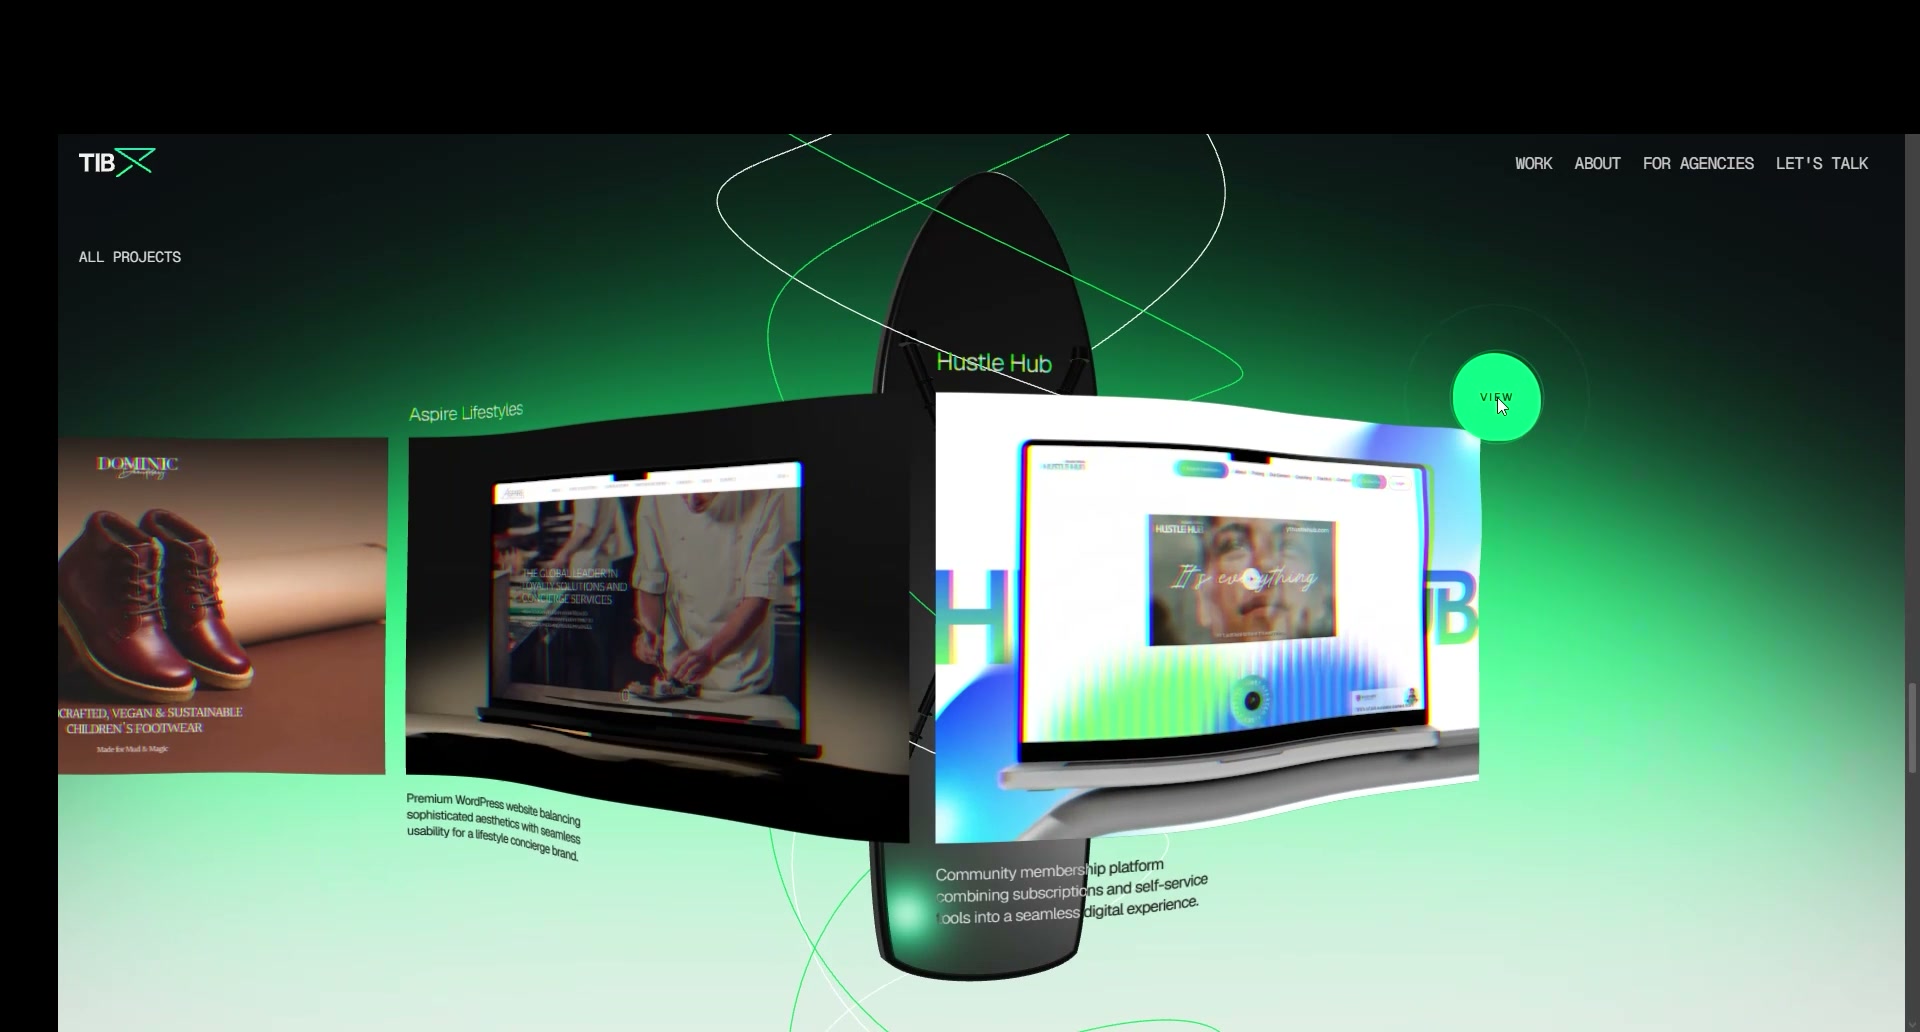 TIB
WORK ABOUT FOR AGENCIES LET'S TALK
ALL PROJECTS
Hustle Hub
VIEW
Aspire Lifestyles
DOMINIC
HUSTLE HUB
HUSTLE HUB
It's everything
THE GLOBAL LEADER IN
LOYALTY SOLUTIONS AND
CONCIERGE SERVICES
H UB
CRAFTED, VEGAN & SUSTAINABLE
CHILDREN'S FOOTWEAR
Made for Mud & Magic
Premium WordPress website balancing
sophisticated aesthetics with seamless
usability for a lifestyle concierge brand.
Community membership platform
combining subscriptions and self-service
tools into a seamless digital experience.